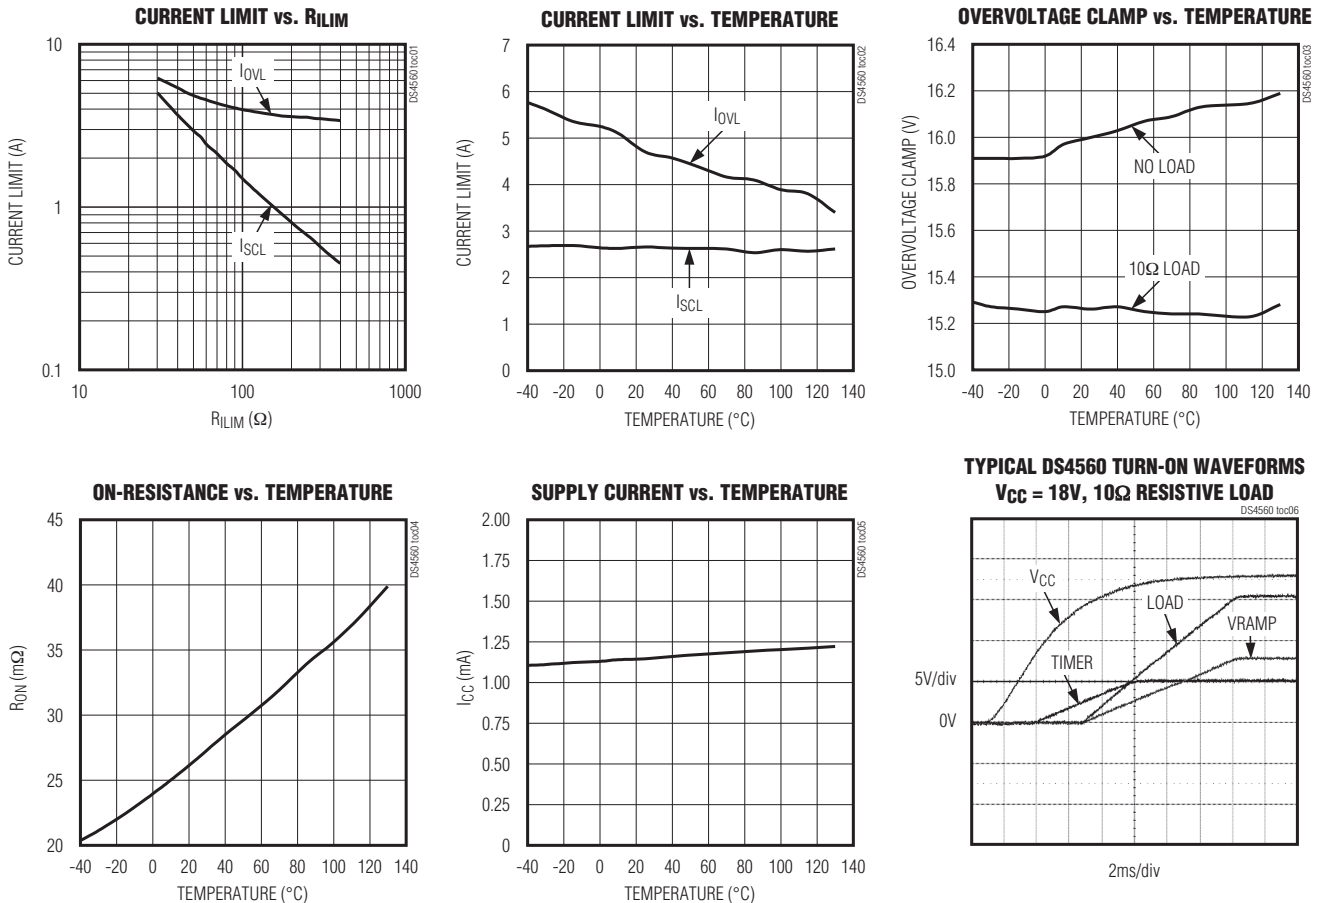 CURRENT LIMIT vs. RILIM
10
1
0.1
CURRENT LIMIT (A)
IOVL
ISCL
10 100 1000
RILIM (Ω)
DS4560 toc01
CURRENT LIMIT vs. TEMPERATURE
7
6
5
4
3
2
1
0
CURRENT LIMIT (A)
IOVL
ISCL
-40 -20 0 20 40 60 80 100 120 140
TEMPERATURE (°C)
DS4560 toc02
OVERVOLTAGE CLAMP vs. TEMPERATURE
16.4
16.2
16.0
15.8
15.6
15.4
15.2
15.0
OVERVOLTAGE CLAMP (V)
NO LOAD
10Ω LOAD
-40 -20 0 20 40 60 80 100 120 140
TEMPERATURE (°C)
DS4560 toc03
ON-RESISTANCE vs. TEMPERATURE
45
40
35
30
25
20
RON (mΩ)
-40 -20 0 20 40 60 80 100 120 140
TEMPERATURE (°C)
DS4560 toc04
SUPPLY CURRENT vs. TEMPERATURE
2.00
1.75
1.50
1.25
1.00
0.75
0.50
0.25
0
ICC (mA)
-40 -20 0 20 40 60 80 100 120 140
TEMPERATURE (°C)
DS4560 toc05
TYPICAL DS4560 TURN-ON WAVEFORMS
VCC = 18V, 10Ω RESISTIVE LOAD
DS4560 toc06
VCC
LOAD
VRAMP
TIMER
5V/div
0V
2ms/div